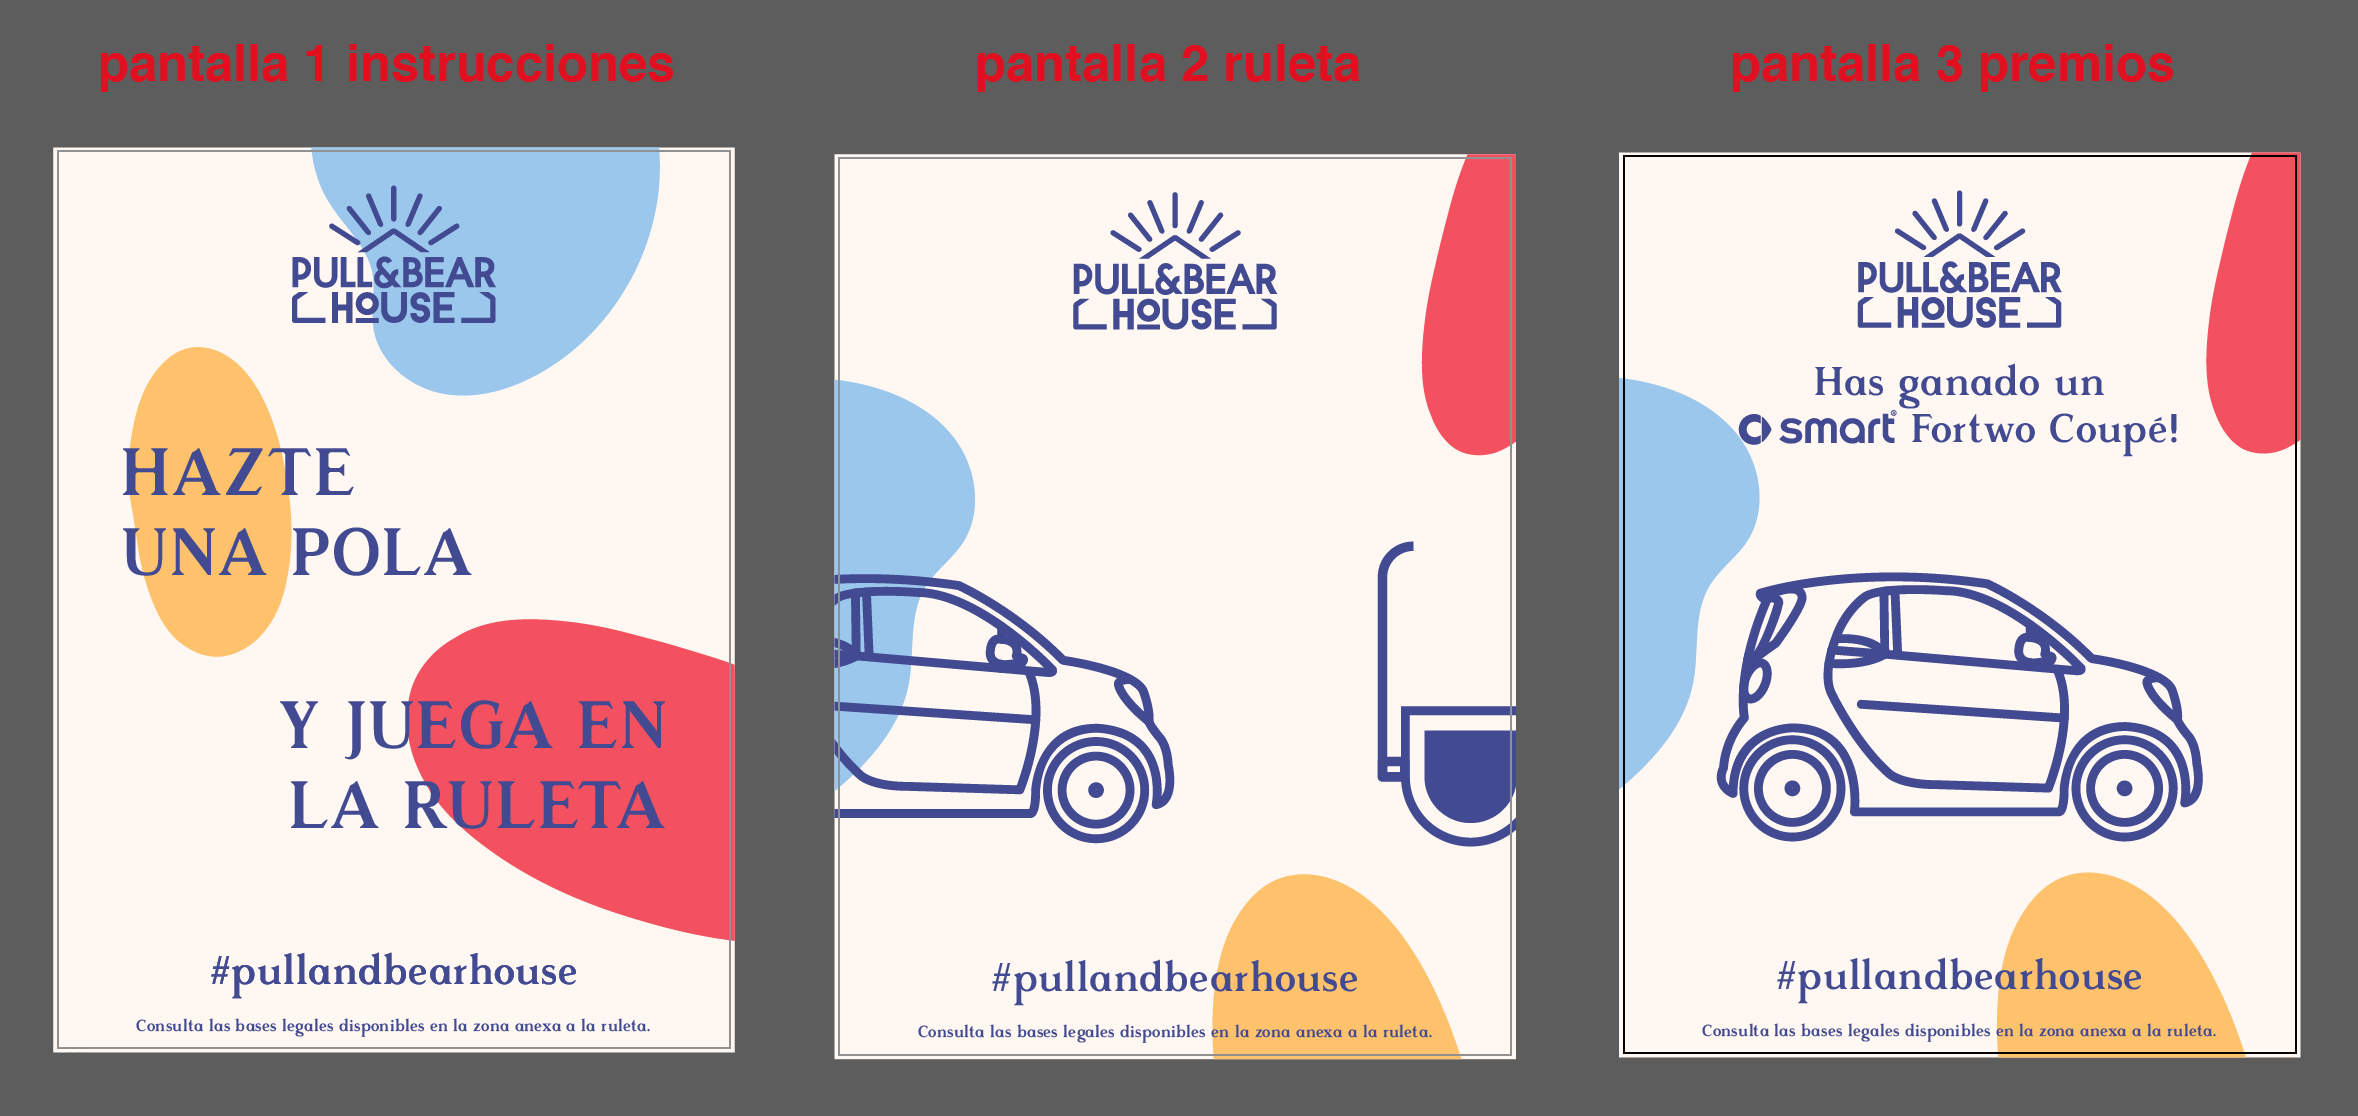 pantalla 1 instrucciones
PULL&BEAR
HOUSE
HAZTE
UNA POLA
Y JUEGA EN
LA RULETA
#pullandbearhouse
Consulta las bases legales disponibles en la zona anexa a la ruleta.
pantalla 2 ruleta
PULL&BEAR
HOUSE
#pullandbearhouse
Consulta las bases legales disponibles en la zona anexa a la ruleta.
pantalla 3 premios
PULL&BEAR
HOUSE
Has ganado un
smart® Fortwo Coupé!
#pullandbearhouse
Consulta las bases legales disponibles en la zona anexa a la ruleta.